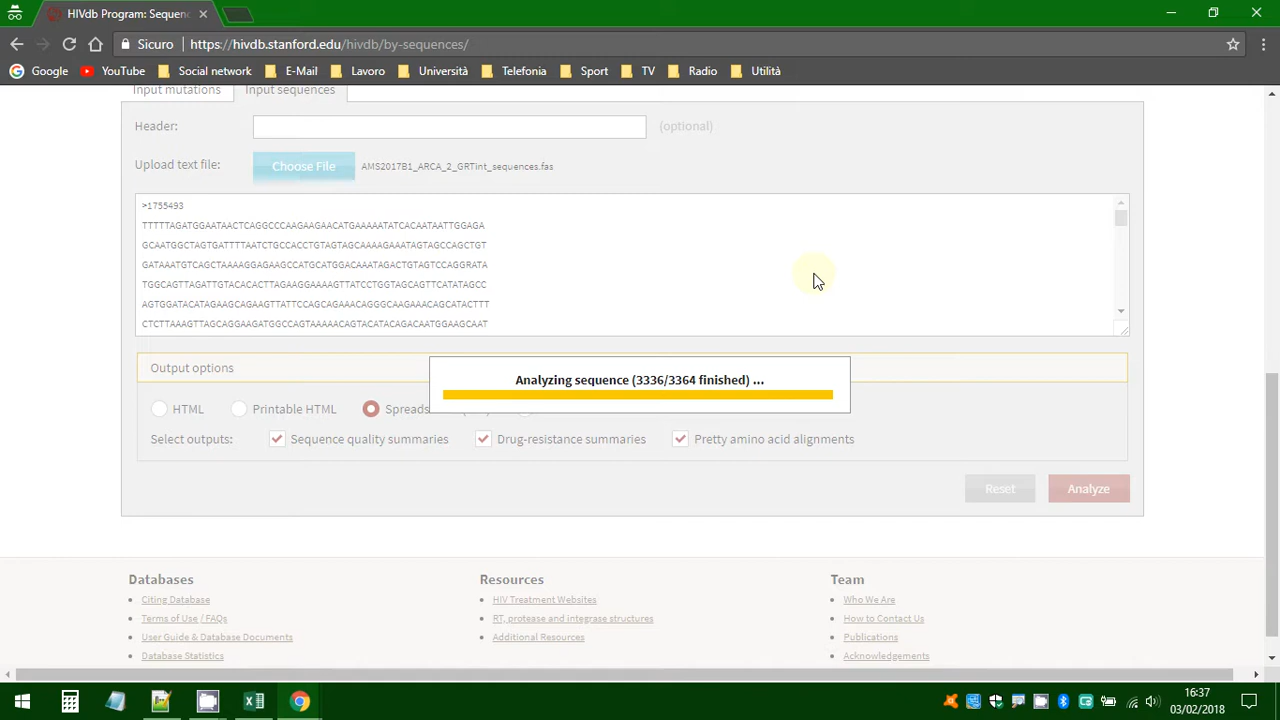 HIVdb Program: Sequen
Sicuro
https://hivdb.stanford.edu/hivdb/by-sequences/
Google YouTube Social network E-Mail Lavoro Università Telefonia Sport TV Radio Utilità
Input mutations Input sequences
Header: (optional)
Upload text file: Choose File AMS2017B1_ARCA_2_GRTint_sequences.fas
>1755493
TTTTTAGATGGAATAACTCAGGCCCAAGAAGAACATGAAAAATATCACAATAATTGGAGA
GCAATGGCTAGTGATTTTAATCTGCCACCTGTAGTAGCAAAAGAAATAGTAGCCAGCTGT
GATAAATGTCAGCTAAAAGGAGAAGCCATGCATGGACAAATAGACTGTAGTCCAGGRATA
TGGCAGTTAGATTGTACACACTTAGAAGGAAAAGTTATCCTGGTAGCAGTTCATATAGCC
AGTGGATACATAGAAGCAGAAGTTATTCCAGCAGAAACAGGGCAAGAAACAGCATACTTT
CTCTTAAAGTTAGCAGGAAGATGGCCAGTAAAAACAGTACATACAGACAATGGAAGCAAT
Output options
Analyzing sequence (3336/3364 finished) ...
HTML Printable HTML Spreads
Select outputs: Sequence quality summaries Drug-resistance summaries Pretty amino acid alignments
Reset Analyze
Databases
Citing Database
Terms of Use / FAQs
User Guide & Database Documents
Database Statistics
Resources
HIV Treatment Websites
RT, protease and integrase structures
Additional Resources
Team
Who We Are
How to Contact Us
Publications
Acknowledgements
16:37
03/02/2018